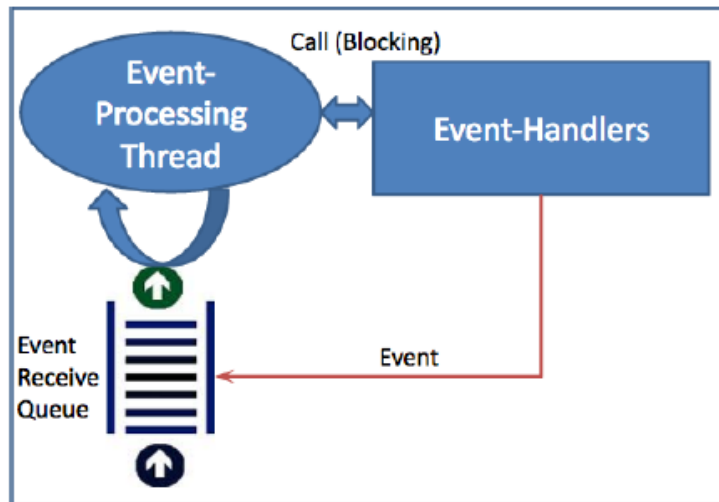 Call (Blocking)
Event-
Processing
Thread
Event-Handlers
Event
Receive
Queue
Event